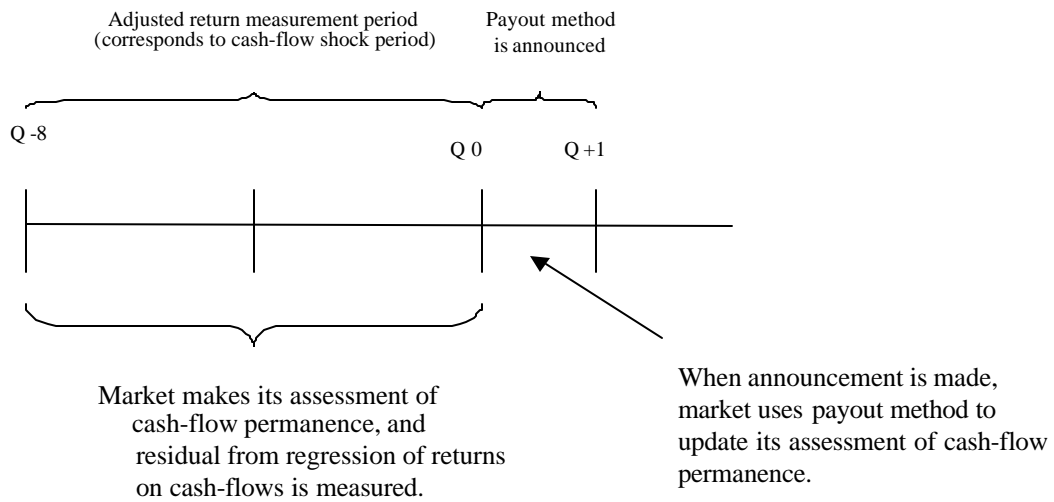 Adjusted return measurement period
(corresponds to cash-flow shock period)
Payout method
is announced
Q -8
Q 0
Q +1
Market makes its assessment of
cash-flow permanence, and
residual from regression of returns
on cash-flows is measured.
When announcement is made,
market uses payout method to
update its assessment of cash-flow
permanence.